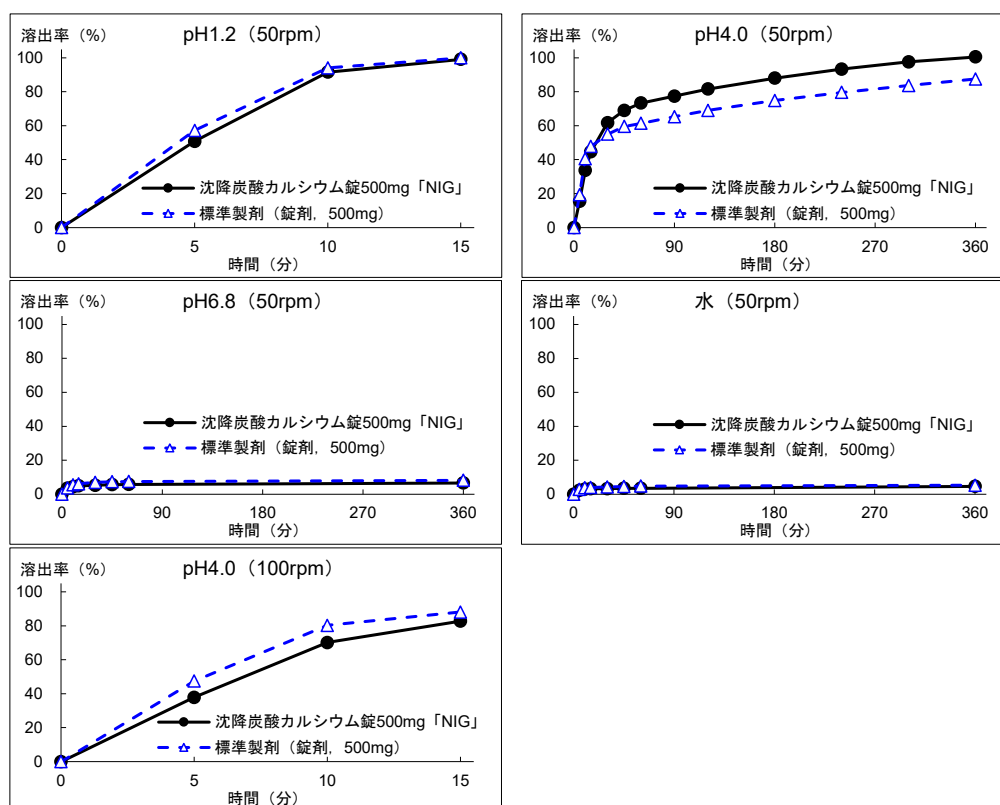 溶出率（%） pH1.2（50rpm）
100
80
60
40
20
0
沈降炭酸カルシウム錠500mg「NIG」
標準製剤（錠剤，500mg）
0 5 10 15
時間（分）
溶出率（%） pH4.0（50rpm）
100
80
60
40
20
0
沈降炭酸カルシウム錠500mg「NIG」
標準製剤（錠剤，500mg）
0 90 180 270 360
時間（分）
溶出率（%） pH6.8（50rpm）
100
80
60
40
20
0
沈降炭酸カルシウム錠500mg「NIG」
標準製剤（錠剤，500mg）
0 90 180 270 360
時間（分）
溶出率（%） 水（50rpm）
100
80
60
40
20
0
沈降炭酸カルシウム錠500mg「NIG」
標準製剤（錠剤，500mg）
0 90 180 270 360
時間（分）
溶出率（%） pH4.0（100rpm）
100
80
60
40
20
0
沈降炭酸カルシウム錠500mg「NIG」
標準製剤（錠剤，500mg）
0 5 10 15
時間（分）